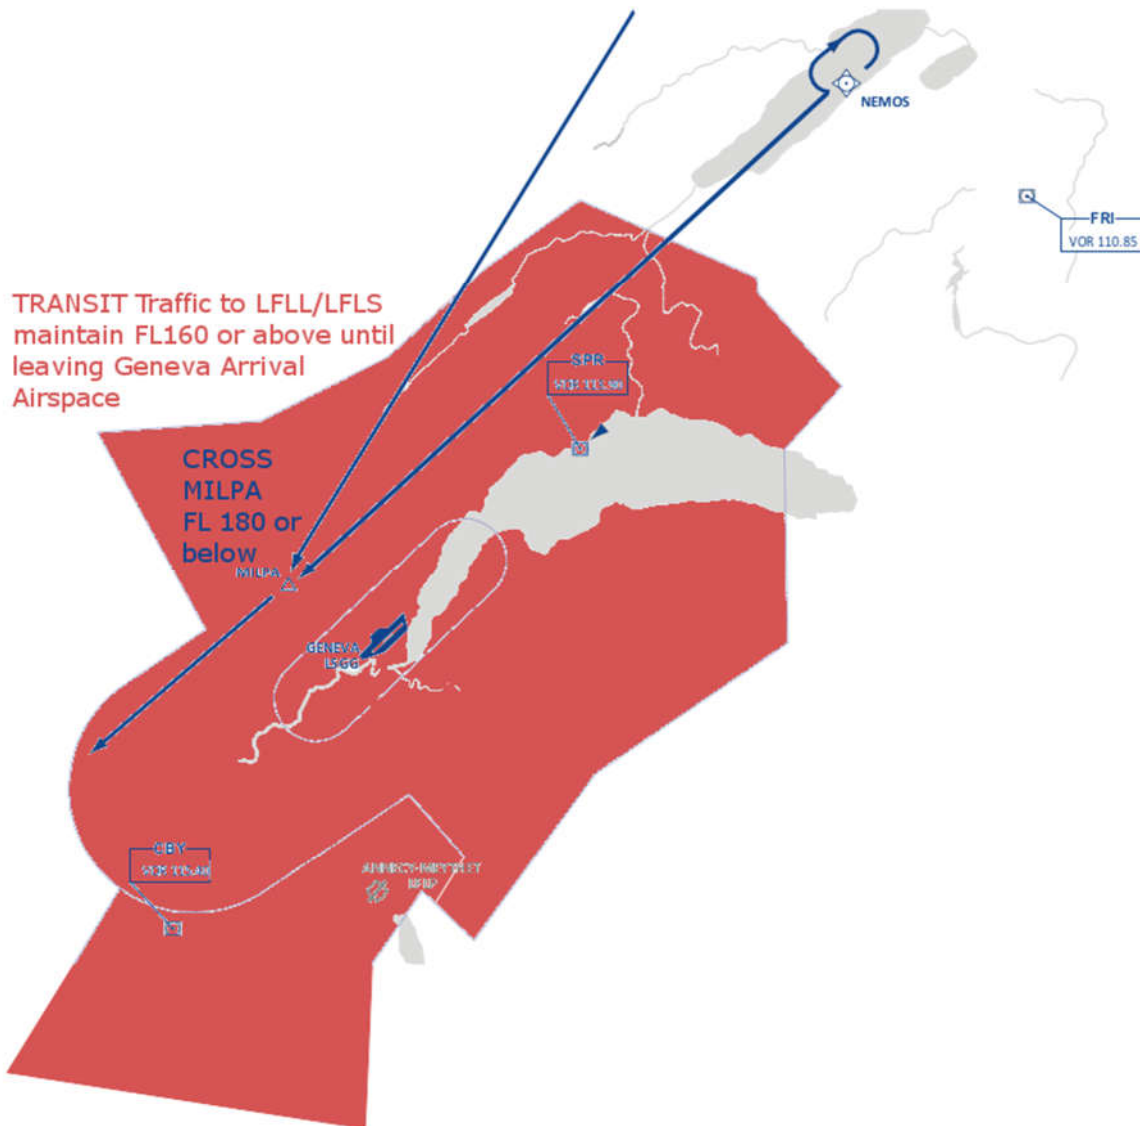 NEMOS
FRI
VOR 110.85
TRANSIT Traffic to LFLL/LFLS
maintain FL160 or above until
leaving Geneva Arrival
Airspace
SPR
CROSS
MILPA
FL 180 or
below
MILPA
GENEVA
LSGG
CBY